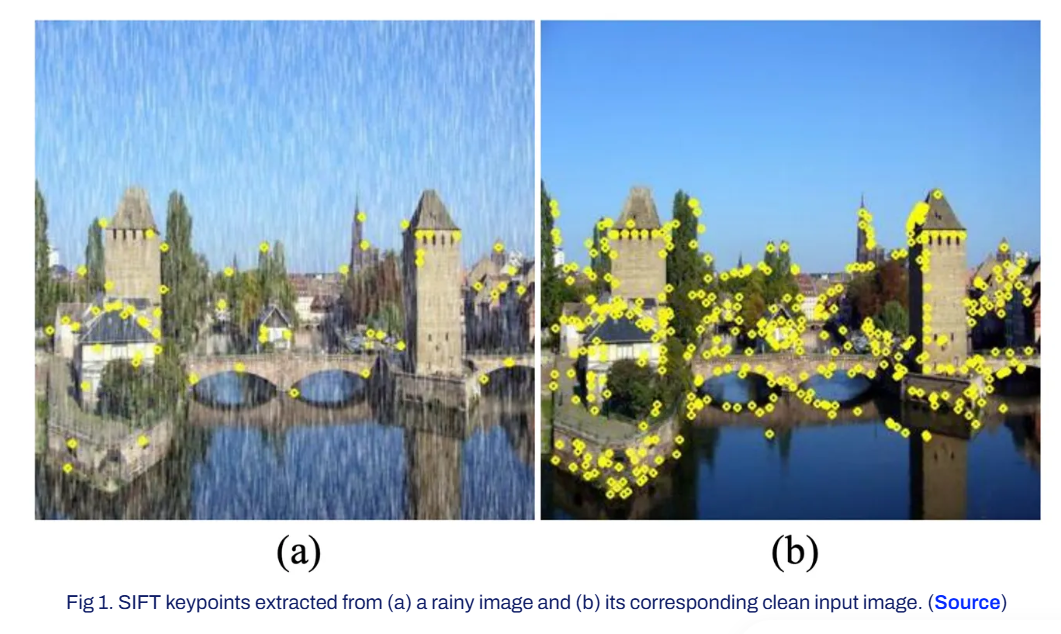 (a) (b)
Fig 1. SIFT keypoints extracted from (a) a rainy image and (b) its corresponding clean input image. (Source)